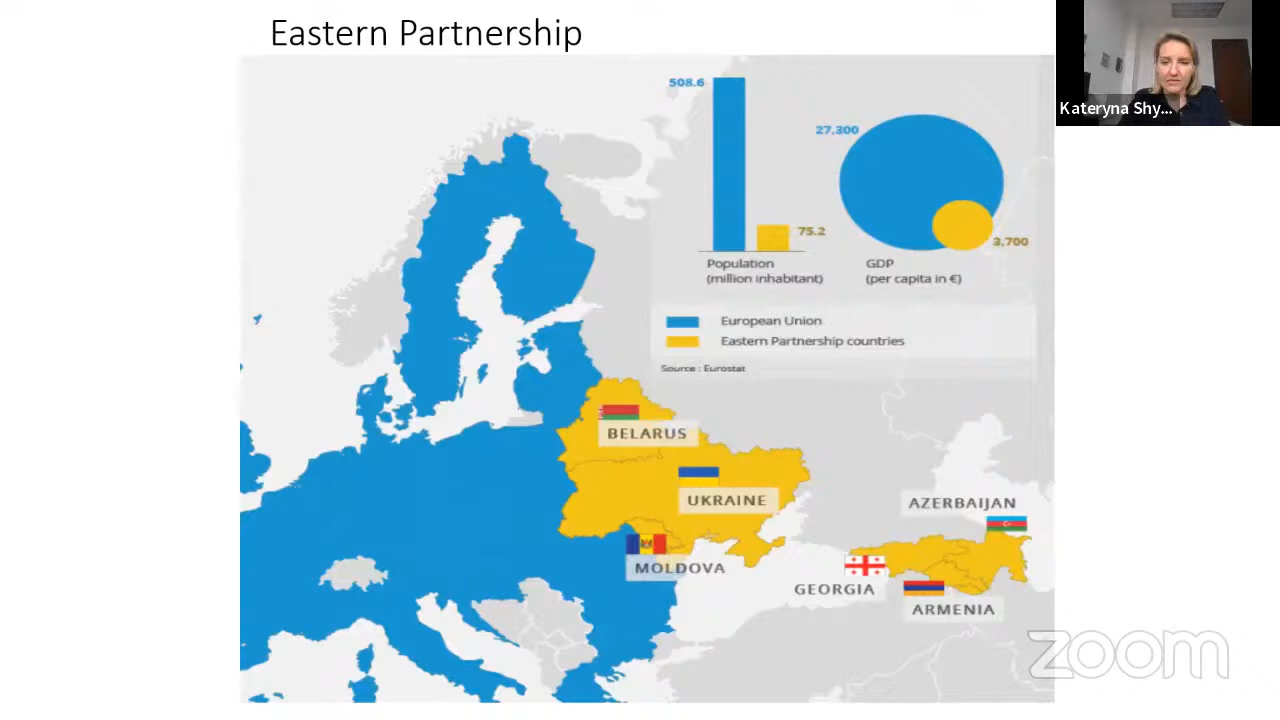 Eastern Partnership
Kateryna Shy...
508.6
27,300
75.2
3,700
Population
(million inhabitant)
GDP
(per capita in €)
European Union
Eastern Partnership countries
Source : Eurostat
BELARUS
UKRAINE
AZERBAIJAN
MOLDOVA
GEORGIA
ARMENIA
zoom